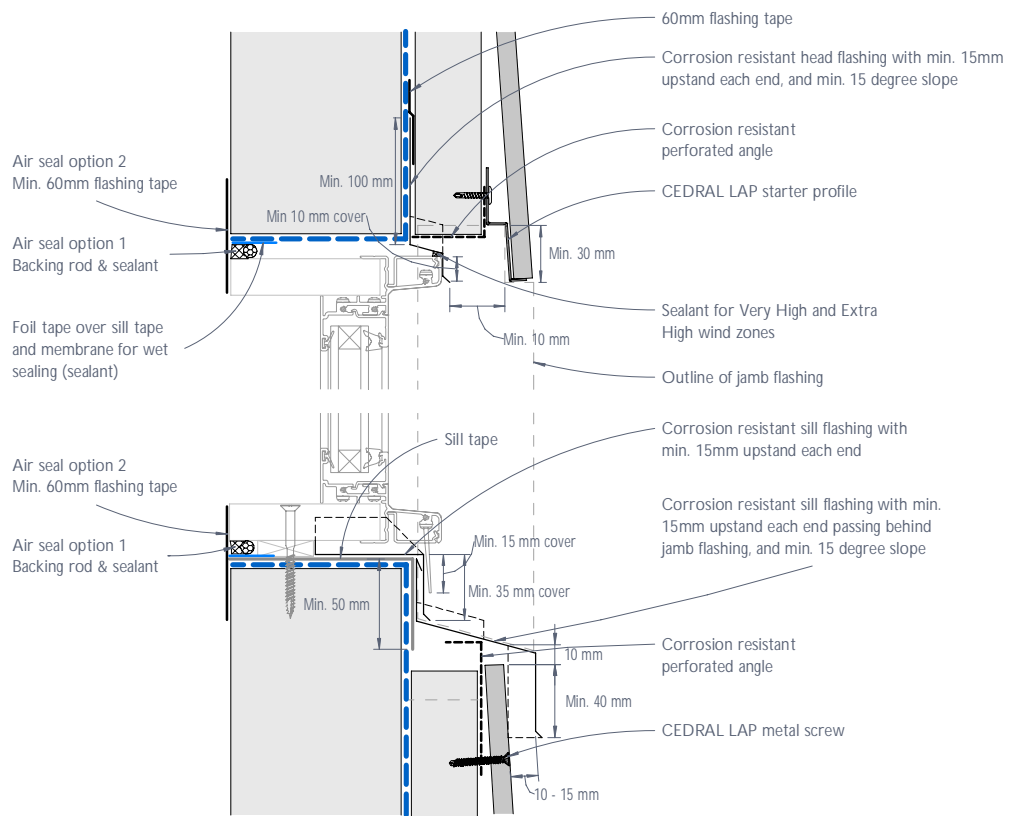 60mm flashing tape
Corrosion resistant head flashing with min. 15mm
upstand each end, and min. 15 degree slope
Corrosion resistant
perforated angle
Air seal option 2
Min. 60mm flashing tape
Min. 100 mm
CEDRAL LAP starter profile
Min 10 mm cover
Air seal option 1
Backing rod & sealant
Min. 30 mm
Sealant for Very High and Extra
High wind zones
Foil tape over sill tape
and membrane for wet
sealing (sealant)
Min. 10 mm
Outline of jamb flashing
Corrosion resistant sill flashing with
min. 15mm upstand each end
Sill tape
Air seal option 2
Min. 60mm flashing tape
Corrosion resistant sill flashing with min.
15mm upstand each end passing behind
jamb flashing, and min. 15 degree slope
Air seal option 1
Backing rod & sealant
Min. 15 mm cover
Min. 35 mm cover
Min. 50 mm
Corrosion resistant
perforated angle
10 mm
Min. 40 mm
CEDRAL LAP metal screw
10 - 15 mm